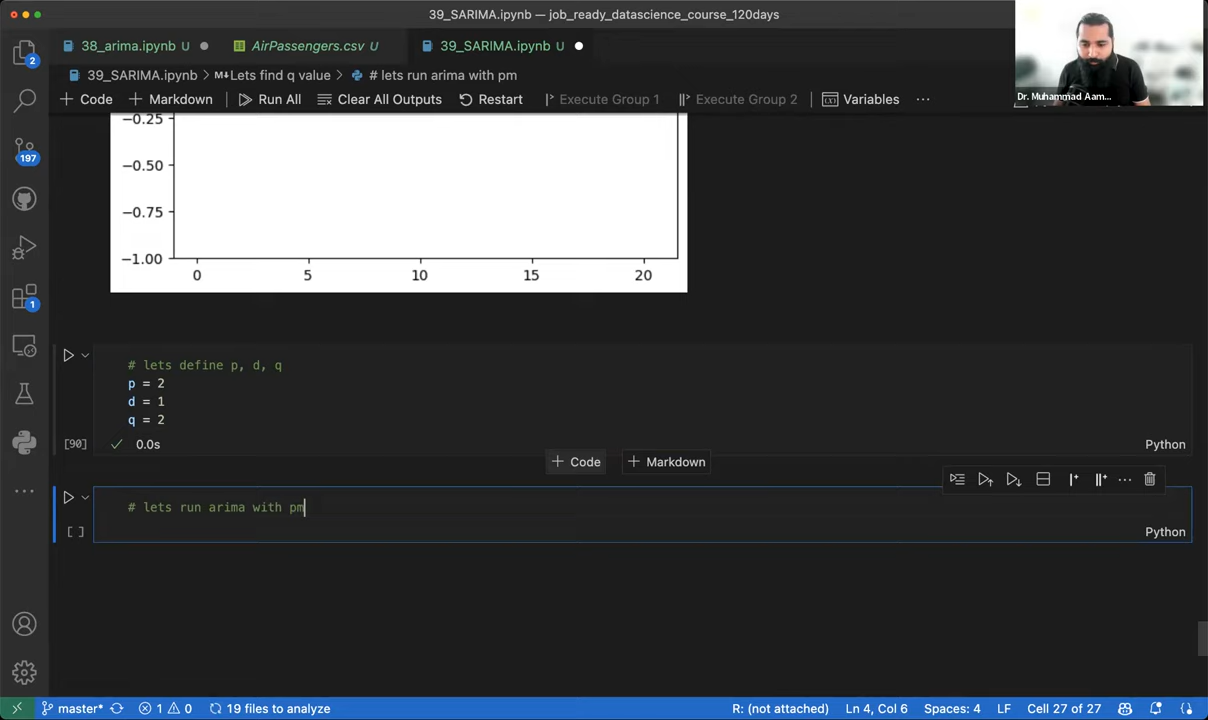 39_SARIMA.ipynb — job_ready_datascience_course_120days
38_arima.ipynb U
AirPassengers.csv U
39_SARIMA.ipynb U
39_SARIMA.ipynb > M↓Lets find q value > # lets run arima with pm
+ Code + Markdown Run All Clear All Outputs Restart Execute Group 1 Execute Group 2 (x) Variables ...
Dr. Muhammad Aam...
2
197
1
−0.25
−0.50
−0.75
−1.00
0 5 10 15 20
# lets define p, d, q
p = 2
d = 1
q = 2
[90] 0.0s Python
+ Code + Markdown
# lets run arima with pm
[ ] Python
master* 1 0 19 files to analyze R: (not attached) Ln 4, Col 6 Spaces: 4 LF Cell 27 of 27